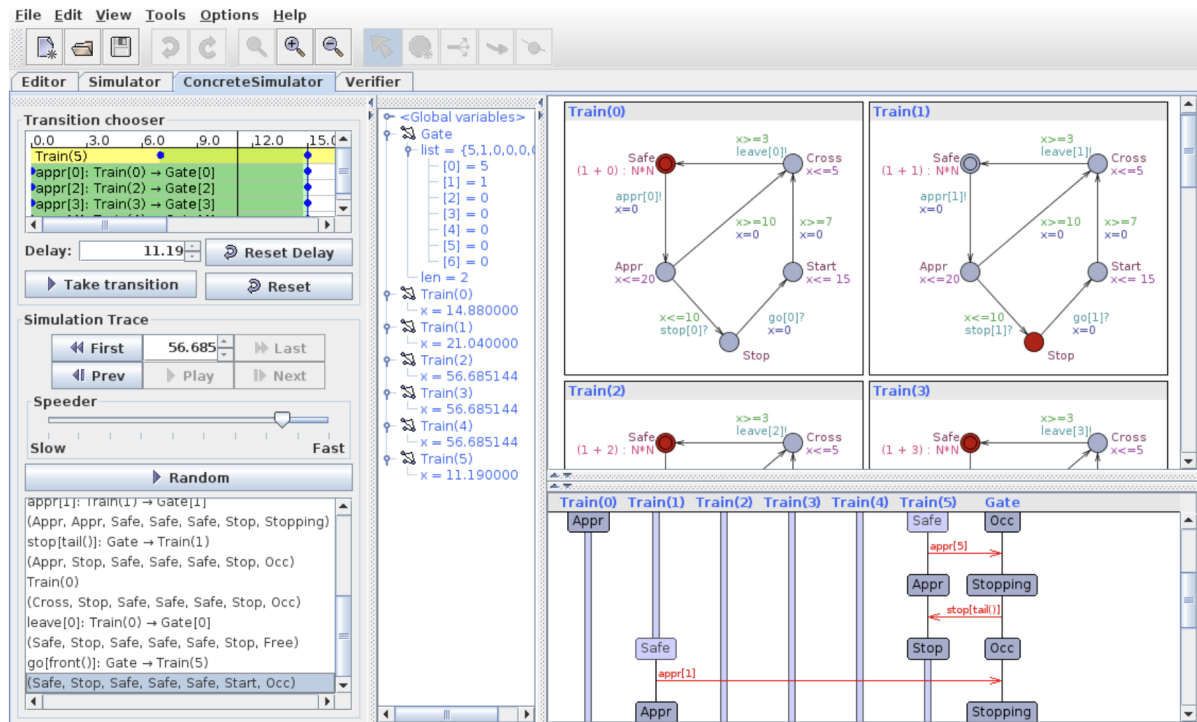 File Edit View Tools Options Help
Editor Simulator ConcreteSimulator Verifier
Transition chooser
0.0 3.0 6.0 9.0 12.0 15.0
Train(5)
appr[0]: Train(0) → Gate[0]
appr[2]: Train(2) → Gate[2]
appr[3]: Train(3) → Gate[3]
Delay: 11.19 Reset Delay
Take transition Reset
Simulation Trace
First 56.685 Last
Prev Play Next
Speeder
Slow Fast
Random
appr[1]: Train(1) → Gate[1]
(Appr, Appr, Safe, Safe, Safe, Stop, Stopping)
stop[tail()]: Gate → Train(1)
(Appr, Stop, Safe, Safe, Safe, Stop, Occ)
Train(0)
(Cross, Stop, Safe, Safe, Safe, Stop, Occ)
leave[0]: Train(0) → Gate[0]
(Safe, Stop, Safe, Safe, Safe, Stop, Free)
go[front()]: Gate → Train(5)
(Safe, Stop, Safe, Safe, Safe, Start, Occ)
<Global variables>
Gate
list = {5,1,0,0,0,0
[0] = 5
[1] = 1
[2] = 0
[3] = 0
[4] = 0
[5] = 0
[6] = 0
len = 2
Train(0)
x = 14.880000
Train(1)
x = 21.040000
Train(2)
x = 56.685144
Train(3)
x = 56.685144
Train(4)
x = 56.685144
Train(5)
x = 11.190000
Train(0)
x>=3
leave[0]!
Safe
(1 + 0) : N*N
Cross
x<=5
appr[0]!
x=0
x>=10
x=0
x>=7
x=0
Appr
x<=20
Start
x<= 15
x<=10
stop[0]?
go[0]?
x=0
Stop
Train(1)
x>=3
leave[1]!
Safe
(1 + 1) : N*N
Cross
x<=5
appr[1]!
x=0
x>=10
x=0
x>=7
x=0
Appr
x<=20
Start
x<= 15
x<=10
stop[1]?
go[1]?
x=0
Stop
Train(2)
x>=3
leave[2]!
Safe
(1 + 2) : N*N
Cross
x<=5
Train(3)
x>=3
leave[3]!
Safe
(1 + 3) : N*N
Cross
x<=5
Train(0) Train(1) Train(2) Train(3) Train(4) Train(5) Gate
Appr Safe Occ
appr[5]
Appr Stopping
stop[tail()]
Safe Stop Occ
appr[1]
Appr Stopping